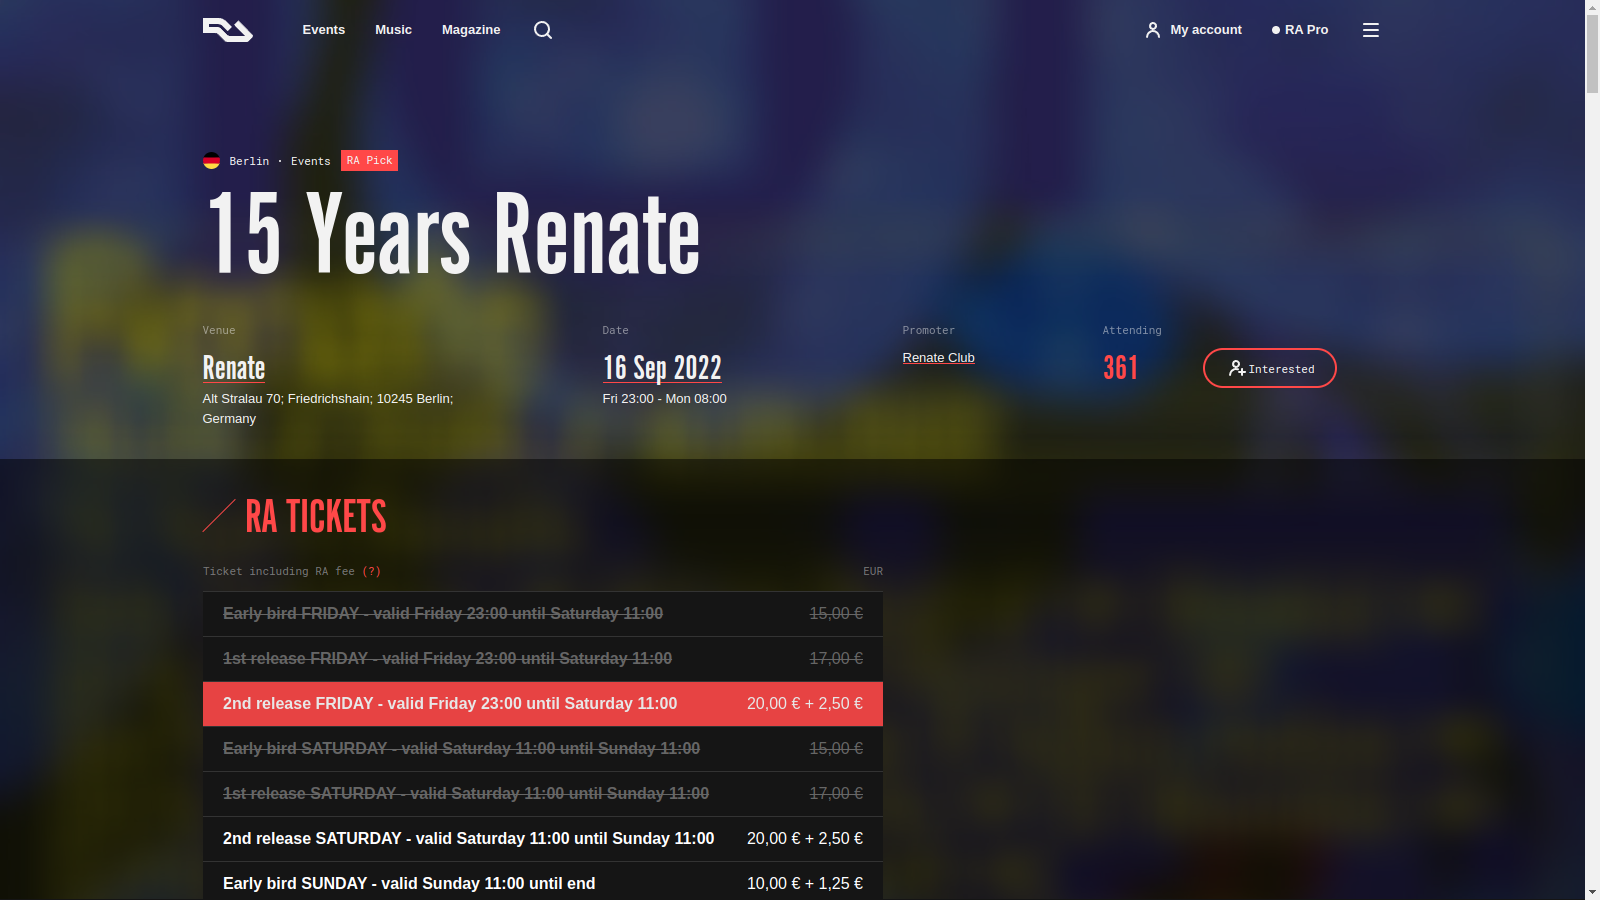 Events Music Magazine My account RA Pro
Berlin · Events RA Pick
15 Years Renate
Venue Date Promoter Attending
Renate 16 Sep 2022 Renate Club 361 Interested
Alt Stralau 70; Friedrichshain; 10245 Berlin; Fri 23:00 - Mon 08:00
Germany
RA TICKETS
Ticket including RA fee (?) EUR
Early bird FRIDAY - valid Friday 23:00 until Saturday 11:00 15,00 €
1st release FRIDAY - valid Friday 23:00 until Saturday 11:00 17,00 €
2nd release FRIDAY - valid Friday 23:00 until Saturday 11:00 20,00 € + 2,50 €
Early bird SATURDAY - valid Saturday 11:00 until Sunday 11:00 15,00 €
1st release SATURDAY - valid Saturday 11:00 until Sunday 11:00 17,00 €
2nd release SATURDAY - valid Saturday 11:00 until Sunday 11:00 20,00 € + 2,50 €
Early bird SUNDAY - valid Sunday 11:00 until end 10,00 € + 1,25 €